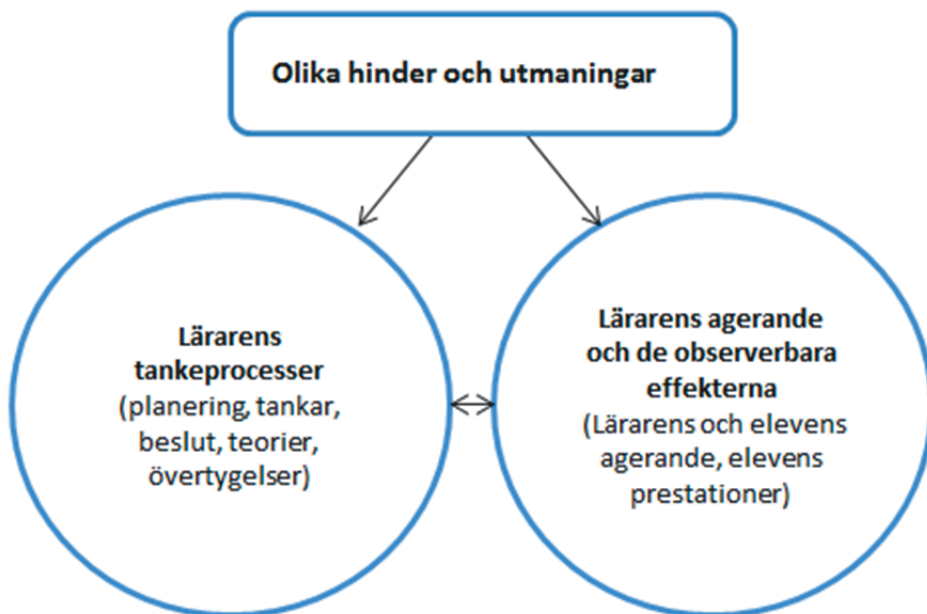 Olika hinder och utmaningar
Lärarens
tankeprocesser
(planering, tankar,
beslut, teorier,
övertygelser)
Lärarens agerande
och de observerbara
effekterna
(Lärarens och elevens
agerande, elevens
prestationer)